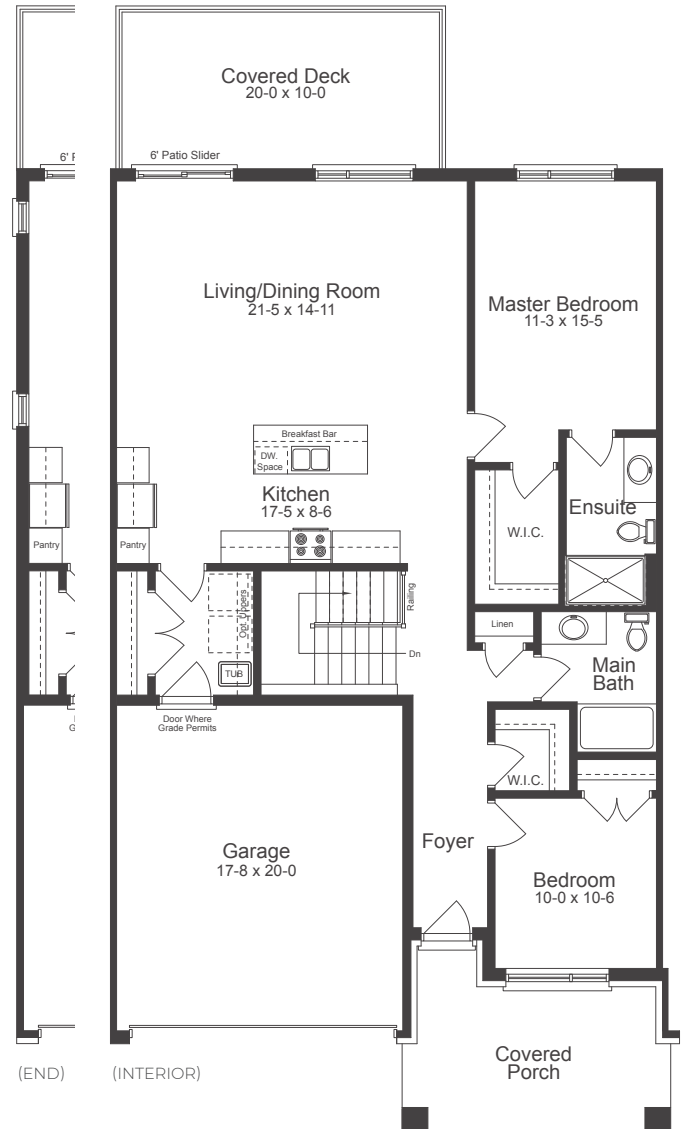 Covered Deck
20-0 x 10-0
6' P
6' Patio Slider
Living/Dining Room
21-5 x 14-11
Master Bedroom
11-3 x 15-5
Breakfast Bar
DW.
Space
Kitchen
17-5 x 8-6
Ensuite
W.I.C.
Pantry
Pantry
Opt. Uppers
Railing
Linen
Dn
TUB
Main
Bath
Door Where
Grade Permits
D
G
W.I.C.
Foyer
Garage
17-8 x 20-0
Bedroom
10-0 x 10-6
Covered
Porch
(END)
(INTERIOR)